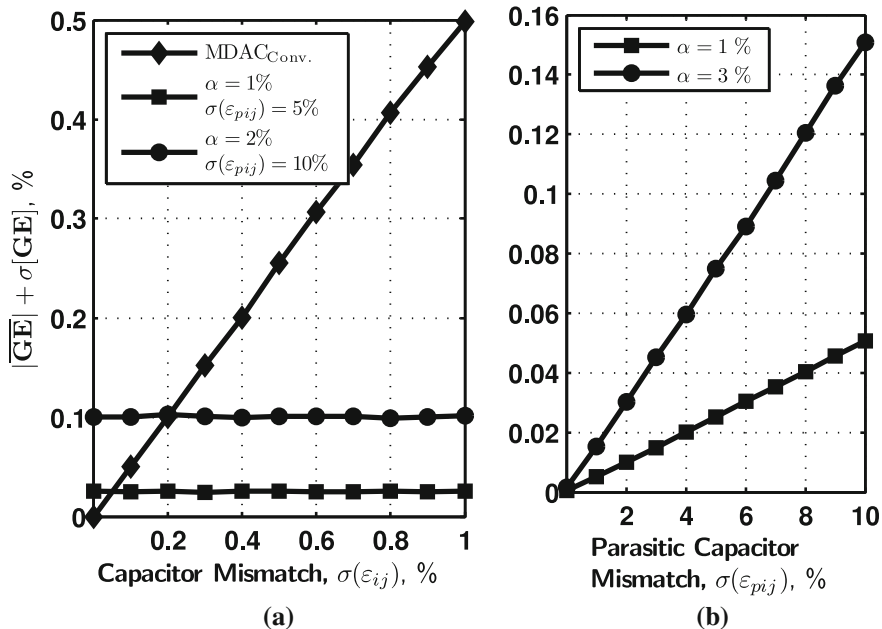 |GE| + σ[GE], %
0.5
0.4
0.3
0.2
0.1
0
MDAC Conv.
α = 1%
σ(ε_pij) = 5%
α = 2%
σ(ε_pij) = 10%
0.2 0.4 0.6 0.8 1
Capacitor Mismatch, σ(ε_ij), %
(a)
0.16
0.14
0.12
0.1
0.08
0.06
0.04
0.02
0
α = 1 %
α = 3 %
2 4 6 8 10
Parasitic Capacitor
Mismatch, σ(ε_pij), %
(b)